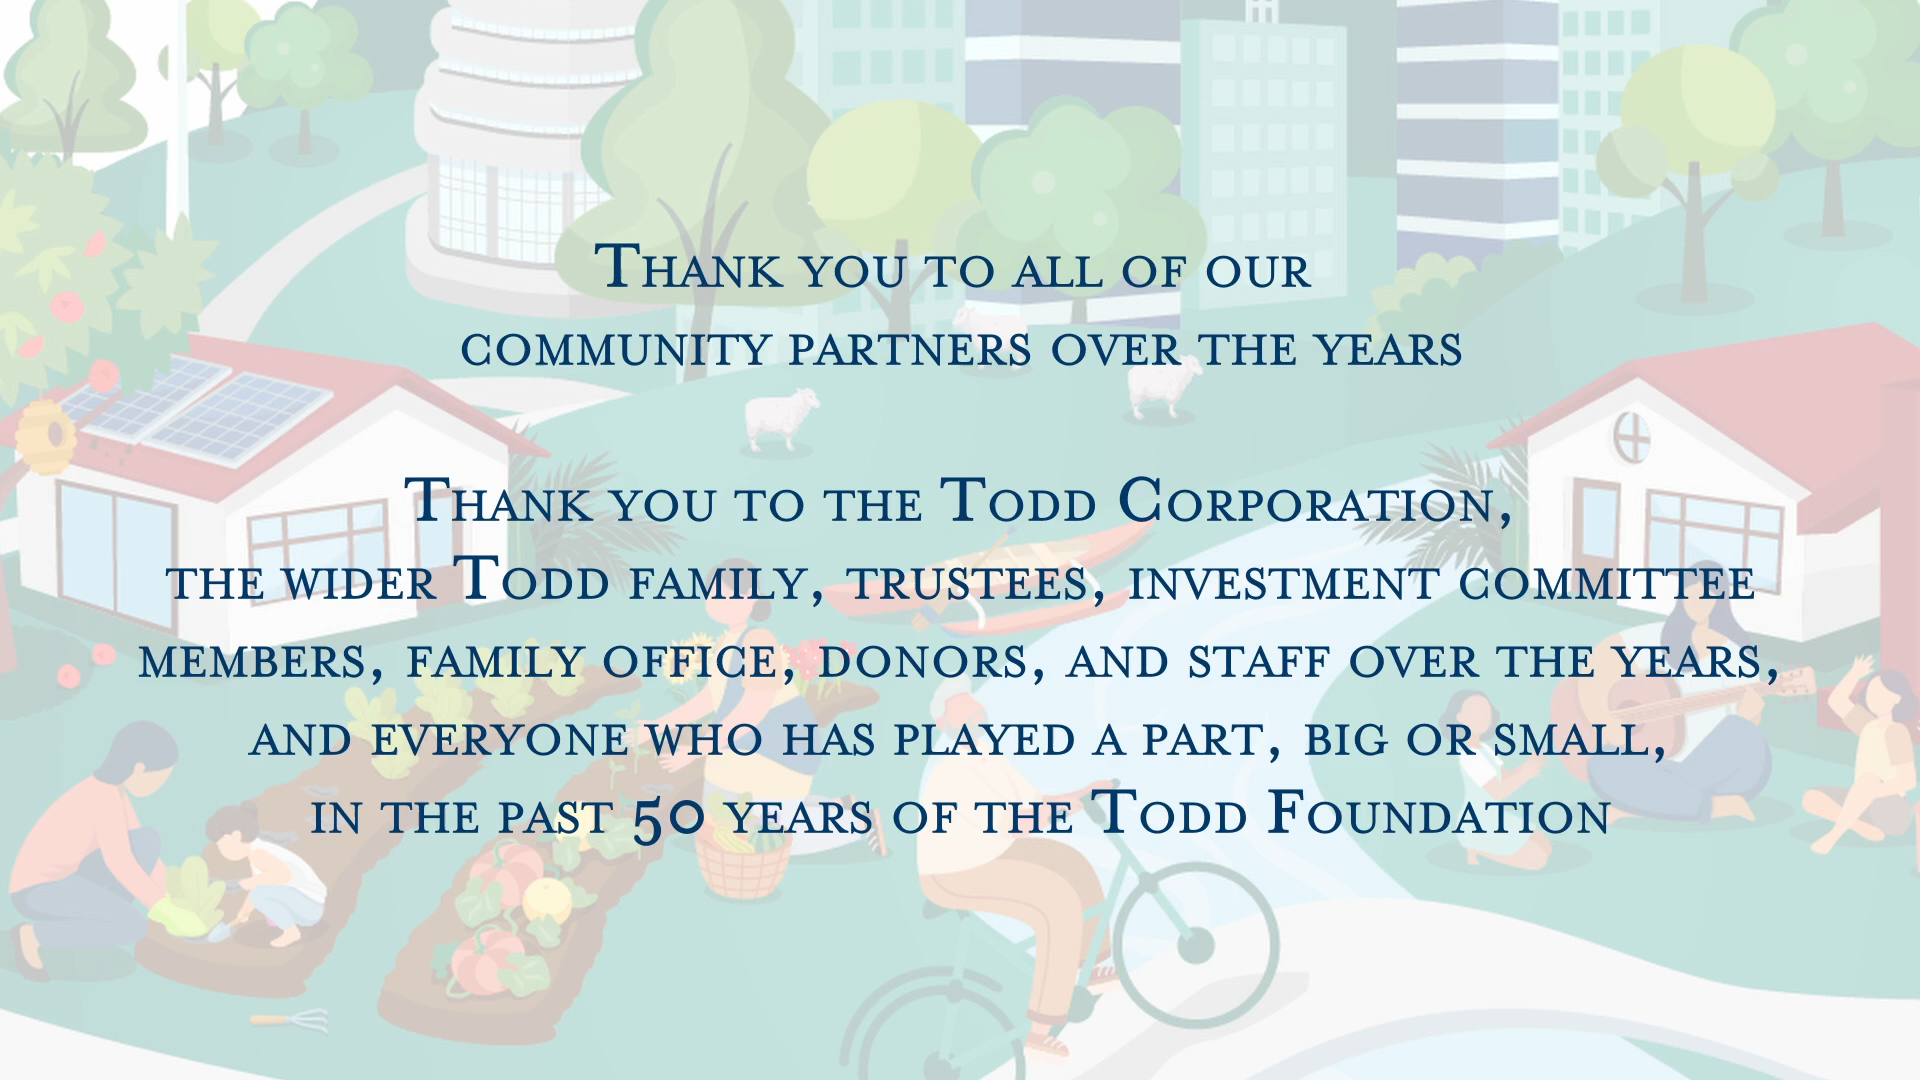 Thank you to all of our
community partners over the years
Thank you to the Todd Corporation,
the wider Todd family, trustees, investment committee
members, family office, donors, and staff over the years,
and everyone who has played a part, big or small,
in the past 50 years of the Todd Foundation